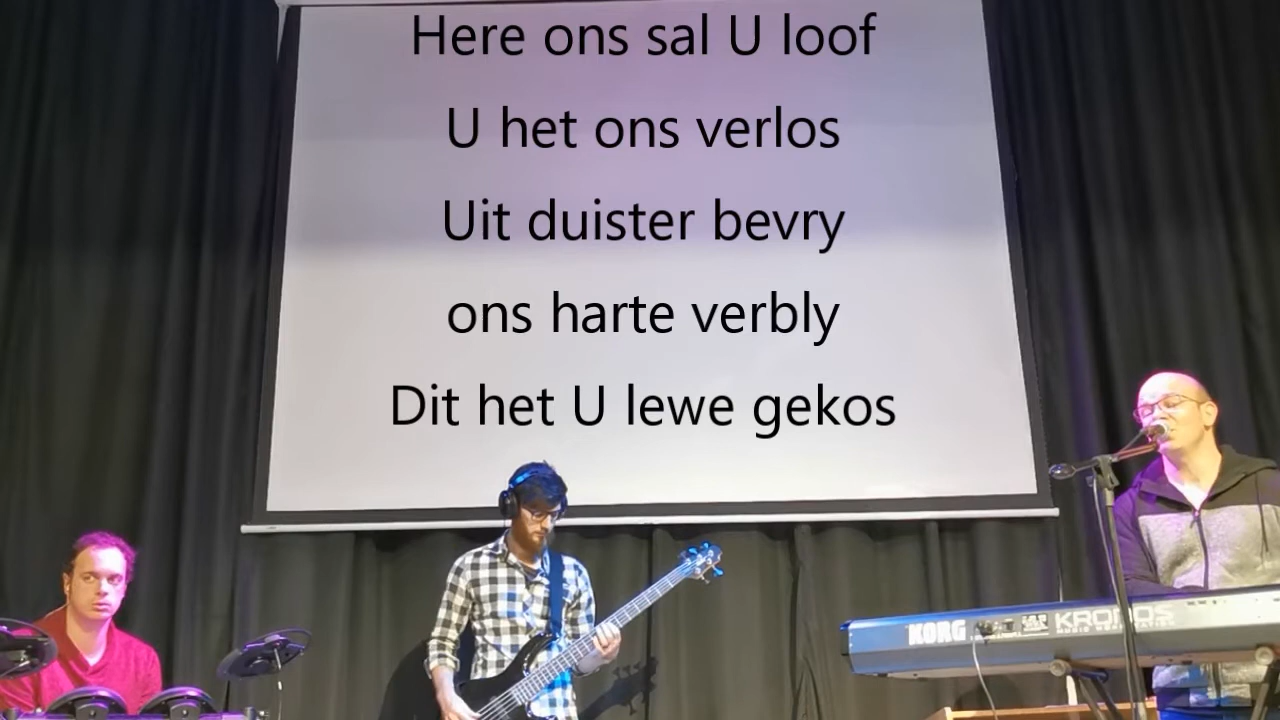 Here ons sal U loof
U het ons verlos
Uit duister bevry
ons harte verbly
Dit het U lewe gekos
KORG
KRONOS